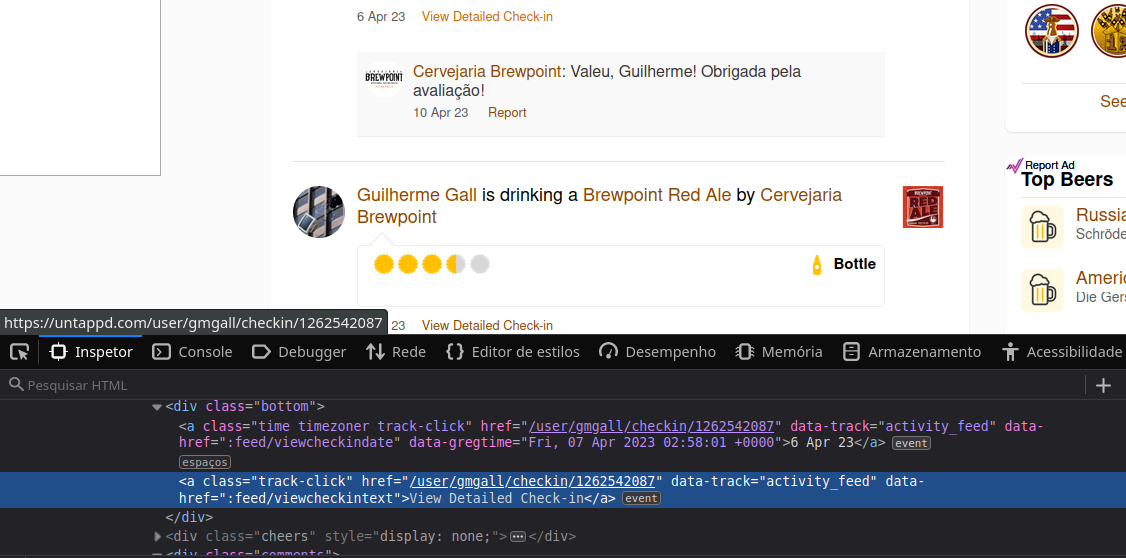 6 Apr 23 View Detailed Check-in
See
BREWPOINT
Cervejaria Brewpoint: Valeu, Guilherme! Obrigada pela
avaliação!
10 Apr 23 Report
Report Ad
Top Beers
Guilherme Gall is drinking a Brewpoint Red Ale by Cervejaria
Brewpoint
RED
ALE
Russia
Schröde
Bottle
Americ
Die Gers
https://untappd.com/user/gmgall/checkin/1262542087
23 View Detailed Check-in
Inspetor Console Debugger Rede Editor de estilos Desempenho Memória Armazenamento Acessibilidade
Pesquisar HTML
<div class="bottom">
<a class="time timezoner track-click" href="/user/gmgall/checkin/1262542087" data-track="activity_feed" data-
href=":feed/viewcheckindate" data-gregtime="Fri, 07 Apr 2023 02:58:01 +0000">6 Apr 23</a> event
espaços
<a class="track-click" href="/user/gmgall/checkin/1262542087" data-track="activity_feed" data-
href=":feed/viewcheckintext">View Detailed Check-in</a> event
</div>
<div class="cheers" style="display: none;"> </div>
<div class="comments">